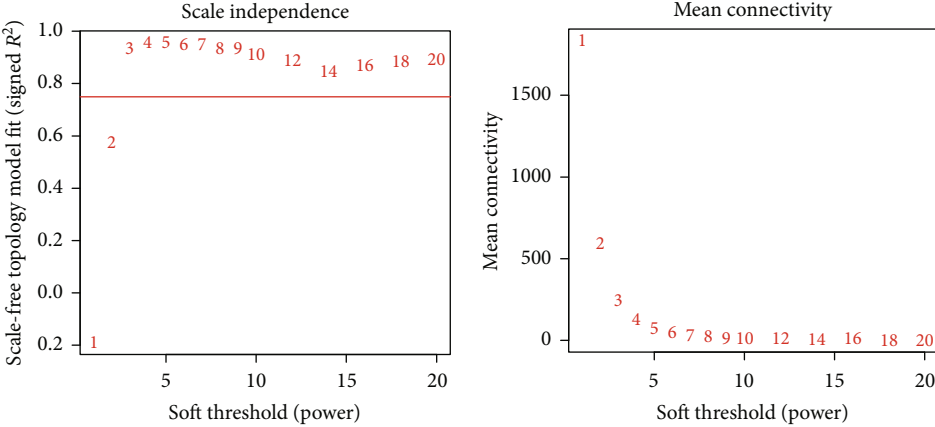 Scale independence
Scale-free topology model fit (signed R²)
1.0
0.8
0.6
0.4
0.2
0.0
0.2
1
2
3 4 5 6 7 8 9 10 12 14 16 18 20
5 10 15 20
Soft threshold (power)
Mean connectivity
Mean connectivity
1500
1000
500
0
1
2
3
4
5 6 7 8 9 10 12 14 16 18 20
5 10 15 20
Soft threshold (power)